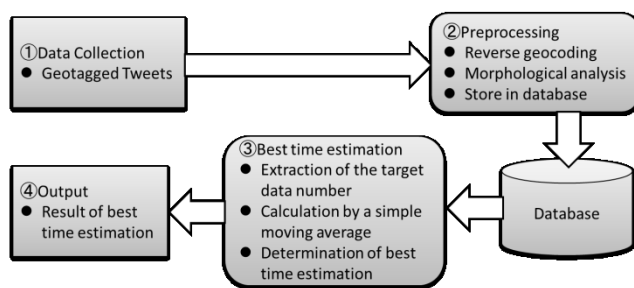 ①Data Collection
● Geotagged Tweets
②Preprocessing
● Reverse geocoding
● Morphological analysis
● Store in database
③Best time estimation
● Extraction of the target
data number
● Calculation by a simple
moving average
● Determination of best
time estimation
④Output
● Result of best
time estimation
Database